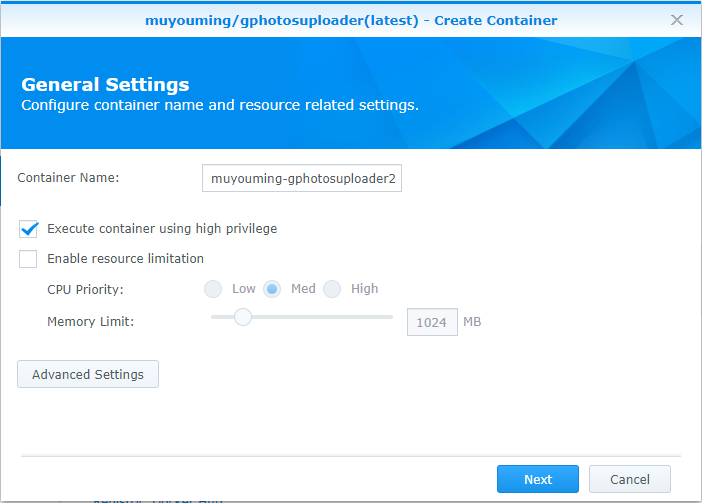 muyouming/gphotosuploader(latest) - Create Container
General Settings
Configure container name and resource related settings.
Container Name: muyouming-gphotosuploader2
Execute container using high privilege
Enable resource limitation
CPU Priority: Low Med High
Memory Limit: 1024 MB
Advanced Settings
Next Cancel